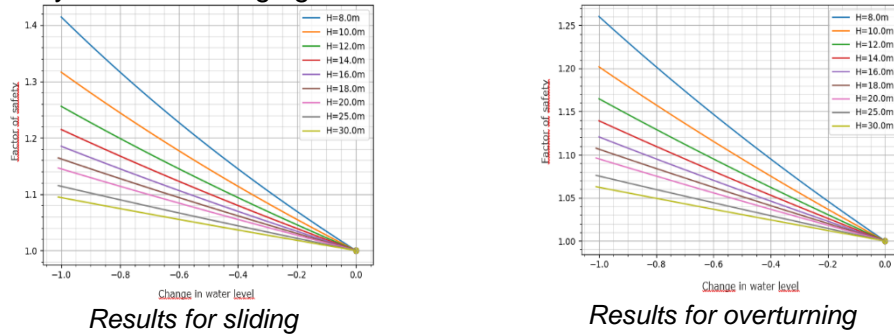 H=8.0m
H=10.0m
H=12.0m
H=14.0m
H=16.0m
H=18.0m
H=20.0m
H=25.0m
H=30.0m
1.4
1.3
1.2
1.1
1.0
Factor of safety
−1.0 −0.8 −0.6 −0.4 −0.2 0.0
Change in water level
Results for sliding
H=8.0m
H=10.0m
H=12.0m
H=14.0m
H=16.0m
H=18.0m
H=20.0m
H=25.0m
H=30.0m
1.25
1.20
1.15
1.10
1.05
1.00
Factor of safety
−1.0 −0.8 −0.6 −0.4 −0.2 0.0
Change in water level
Results for overturning